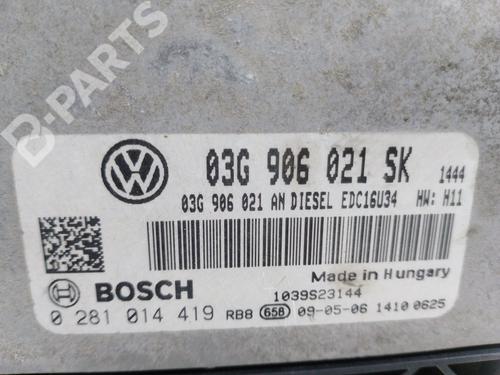 B-PARTS
VW 03G 906 021 SK 1444
03G 906 021 AN DIESEL EDC16U34 HW: H11
Made in Hungary
BOSCH 1039S23144
0 281 014 419 RB8 658 09-05-06 1410 0625